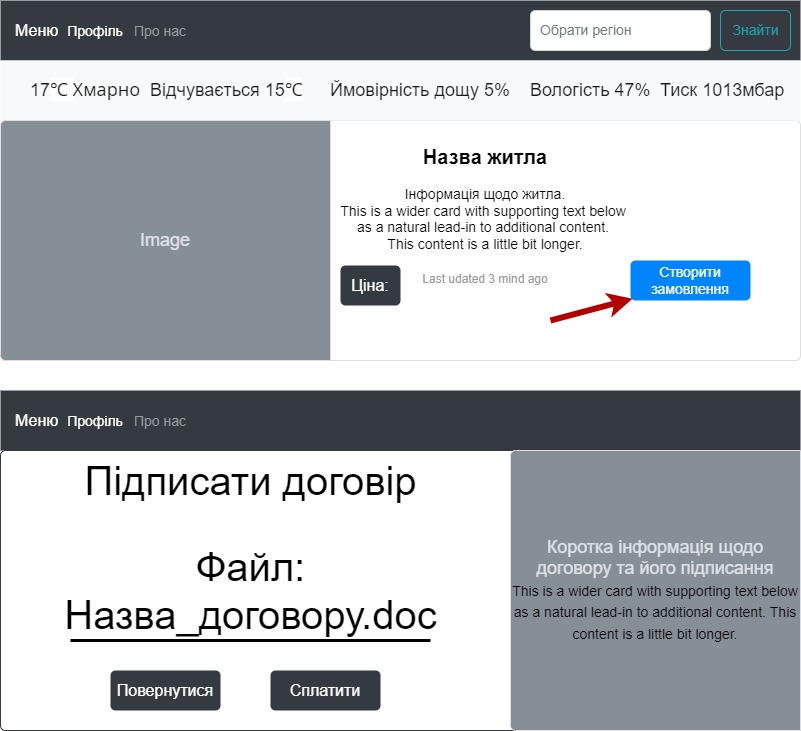 Меню Профіль Про нас Обрати регіон Знайти
17℃ Хмарно Відчувається 15℃ Ймовірність дощу 5% Вологість 47% Тиск 1013мбар
Image
Назва житла
Інформація щодо житла.
This is a wider card with supporting text below
as a natural lead-in to additional content.
This content is a little bit longer.
Ціна:
Last udated 3 mind ago
Створити
замовлення
Меню Профіль Про нас
Підписати договір
Файл:
Назва_договору.doc
Повернутися Сплатити
Коротка інформація щодо
договору та його підписання
This is a wider card with supporting text below
as a natural lead-in to additional content. This
content is a little bit longer.